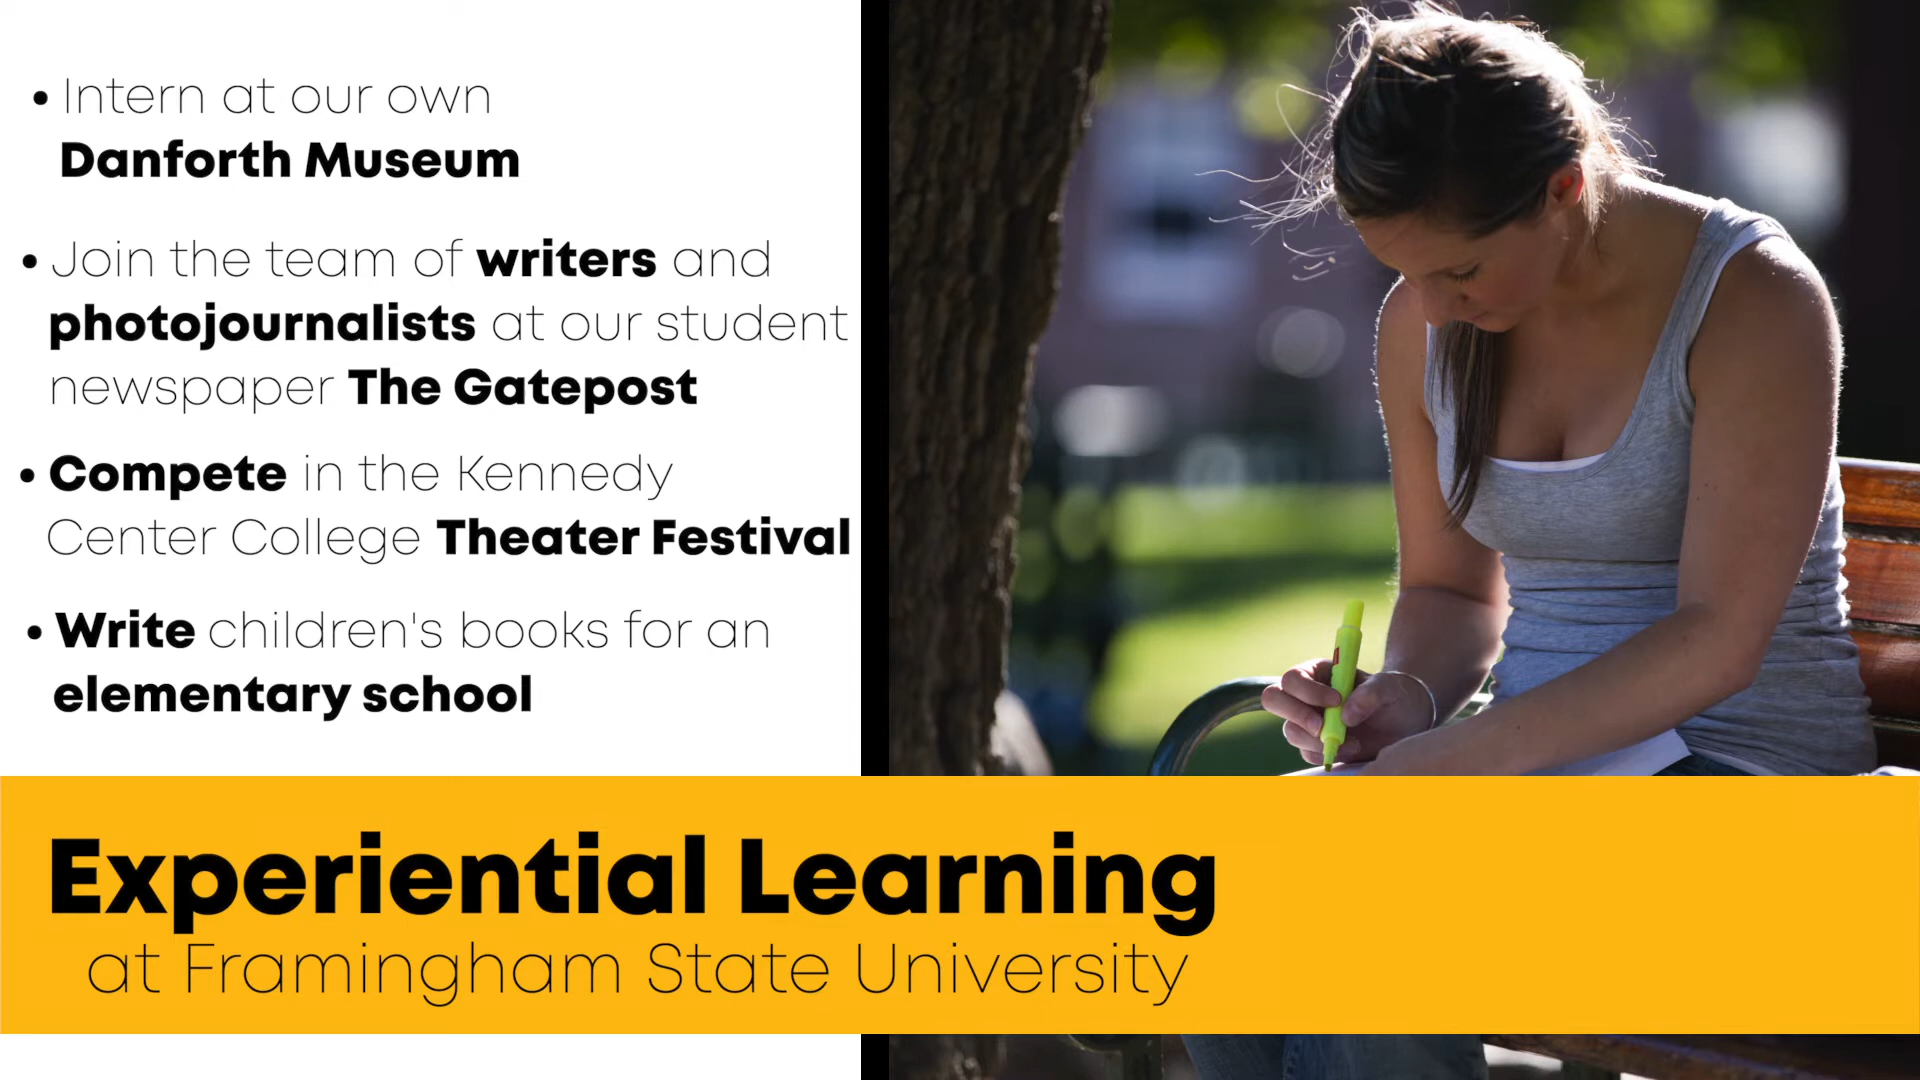 • Intern at our own
Danforth Museum
• Join the team of writers and
photojournalists at our student
newspaper The Gatepost
• Compete in the Kennedy
Center College Theater Festival
• Write children's books for an
elementary school
Experiential Learning
at Framingham State University